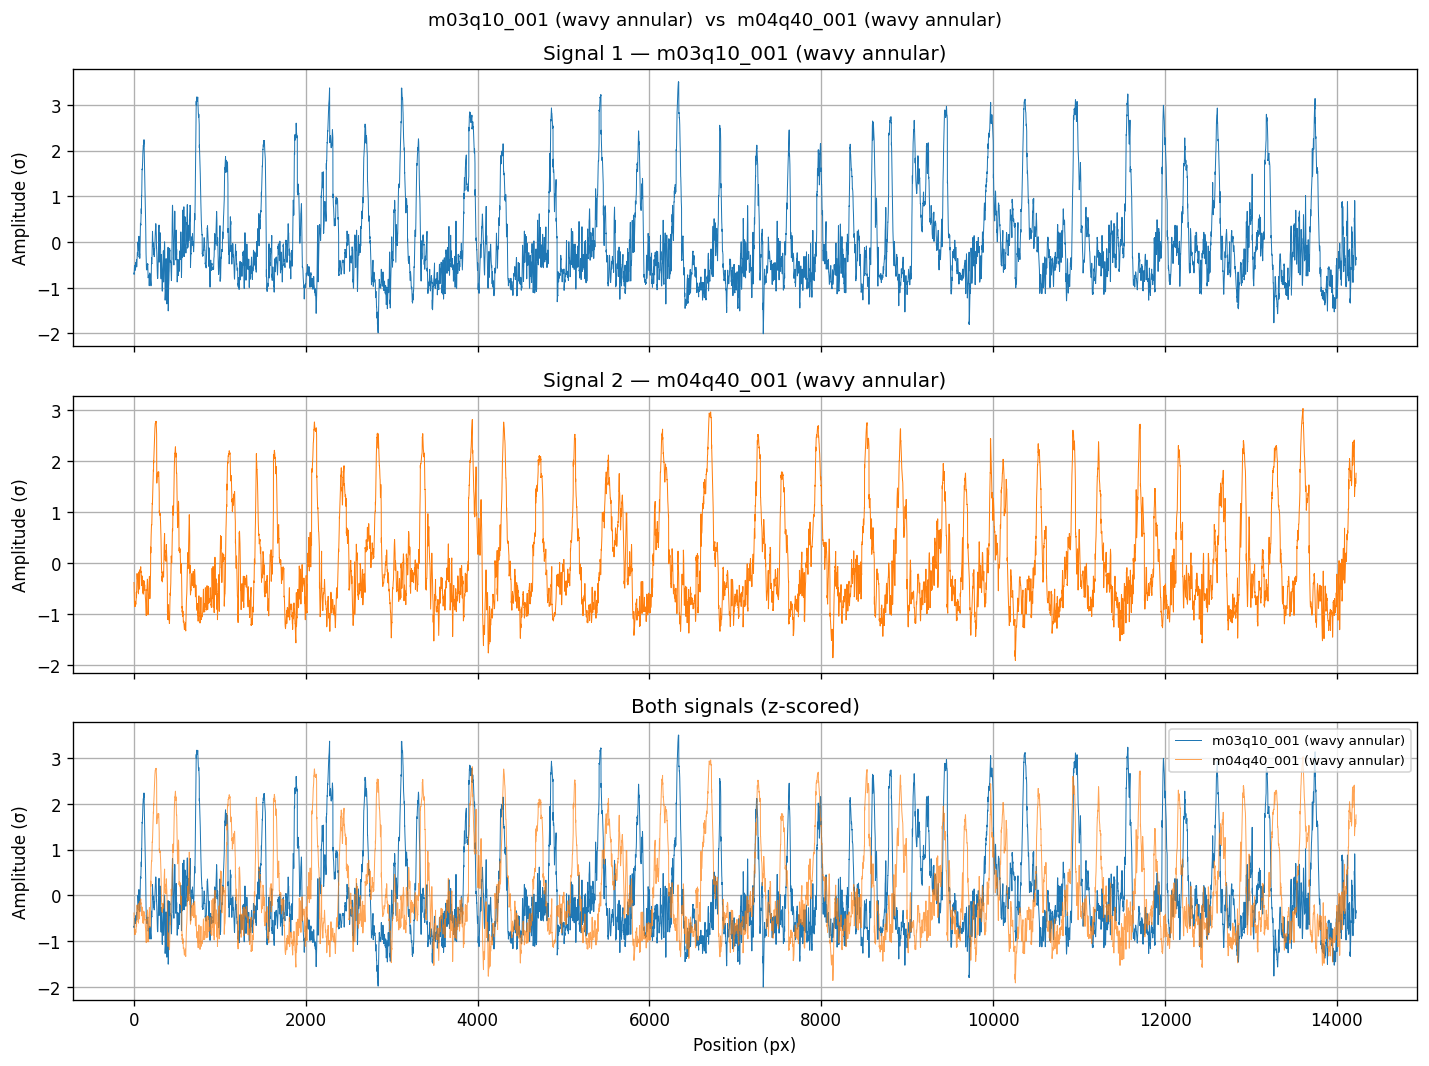 m03q10_001 (wavy annular)  vs  m04q40_001 (wavy annular)
Signal 1 — m03q10_001 (wavy annular)
Amplitude (σ)
3
2
1
0
−1
−2
Signal 2 — m04q40_001 (wavy annular)
Amplitude (σ)
3
2
1
0
−1
−2
Both signals (z-scored)
Amplitude (σ)
3
2
1
0
−1
−2
m03q10_001 (wavy annular)
m04q40_001 (wavy annular)
0 2000 4000 6000 8000 10000 12000 14000
Position (px)